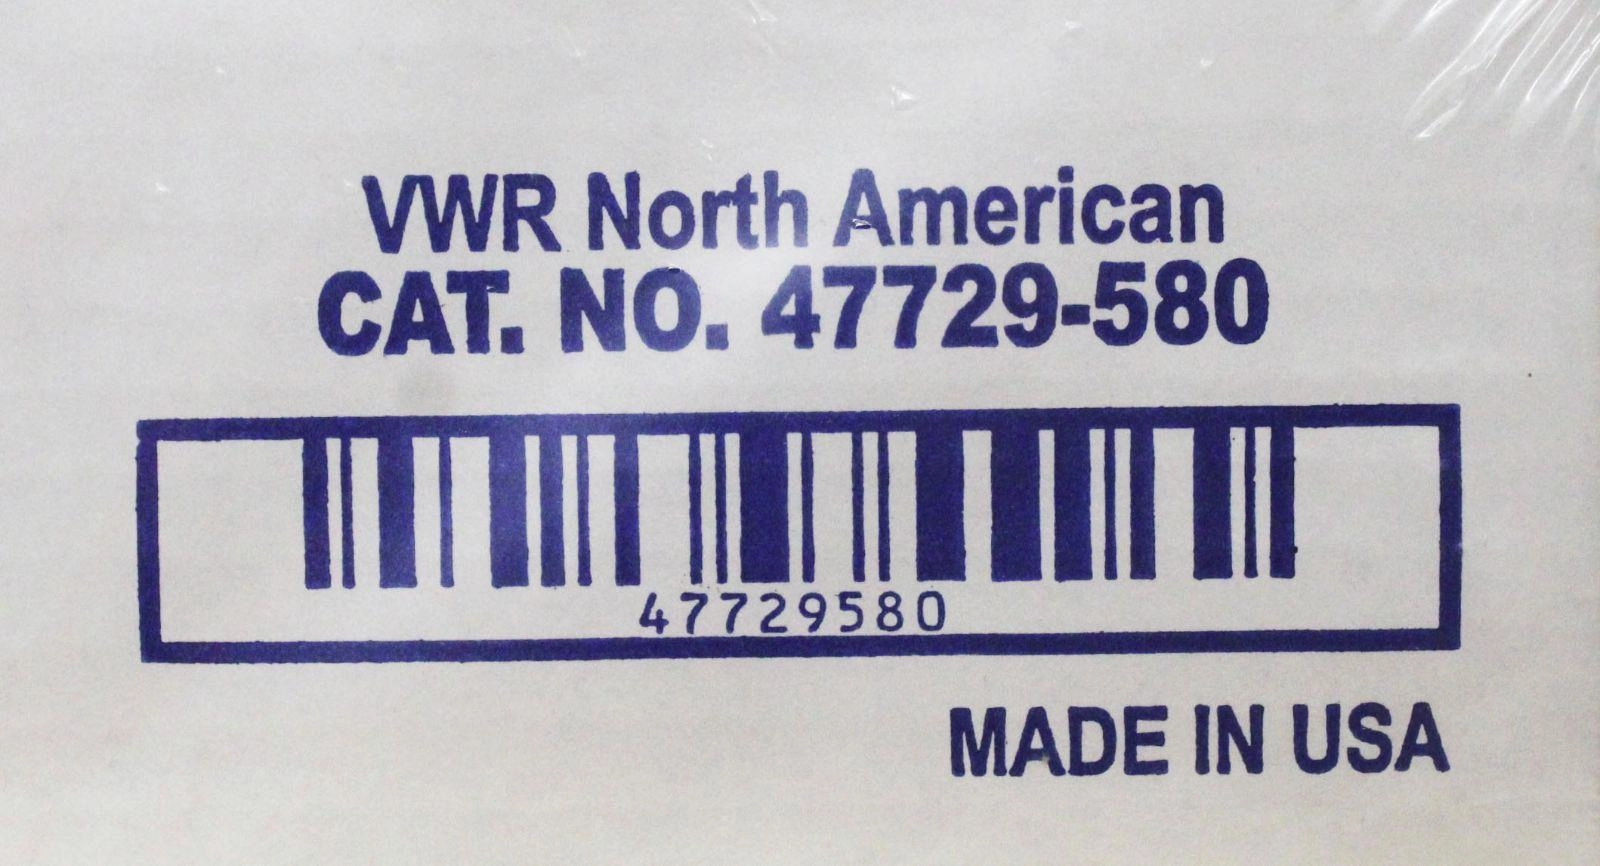 VWR North American
CAT. NO. 47729-580
47729580
MADE IN USA